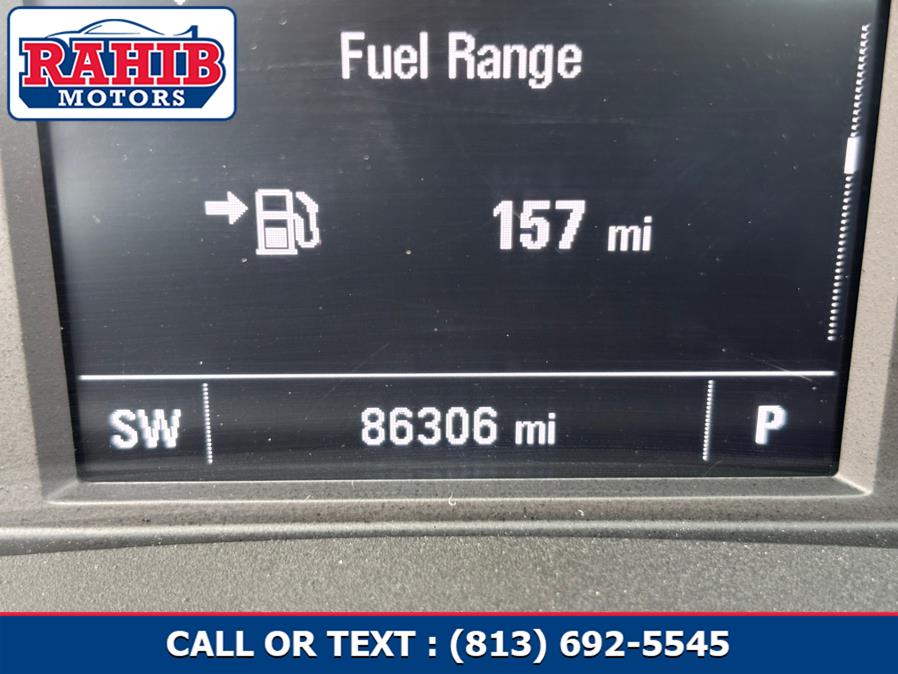 RAHIB
MOTORS
Fuel Range
157 mi
SW 86306 mi P
CALL OR TEXT : (813) 692-5545